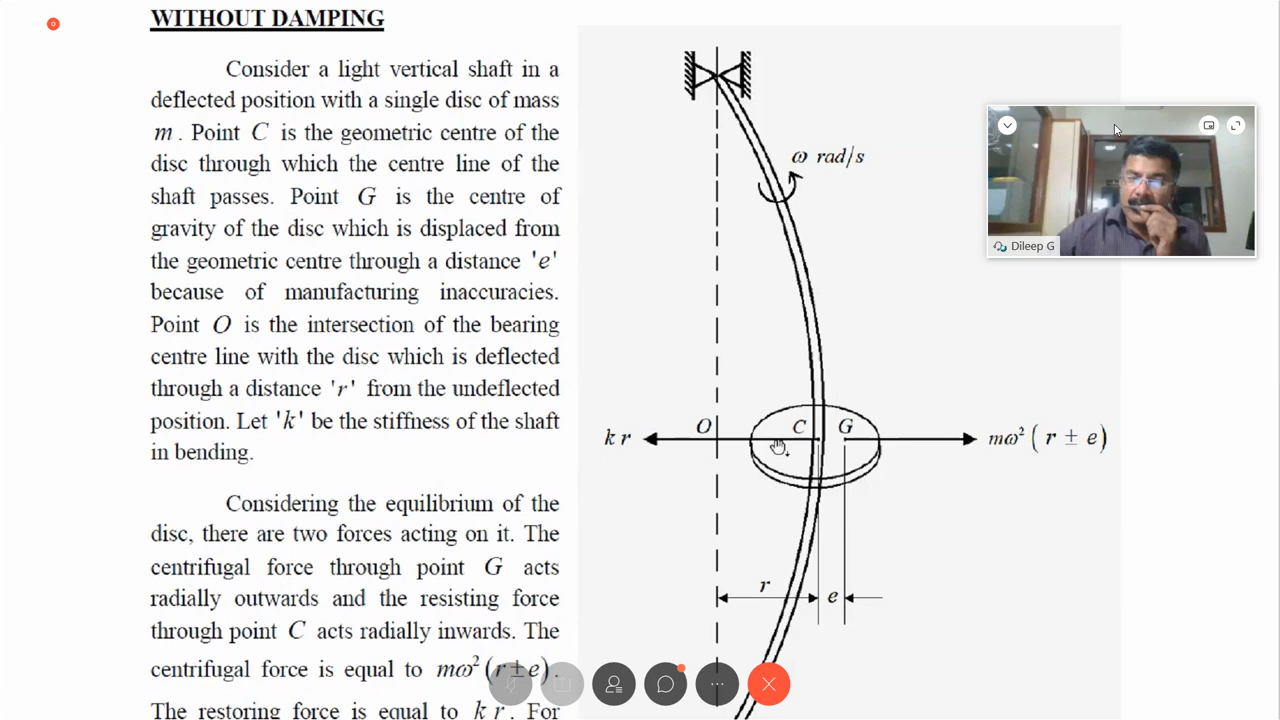 WITHOUT DAMPING
Consider a light vertical shaft in a
deflected position with a single disc of mass
m. Point C is the geometric centre of the
disc through which the centre line of the
shaft passes. Point G is the centre of
gravity of the disc which is displaced from
the geometric centre through a distance 'e'
because of manufacturing inaccuracies.
Point O is the intersection of the bearing
centre line with the disc which is deflected
through a distance 'r' from the undeflected
position. Let 'k' be the stiffness of the shaft
in bending.
Considering the equilibrium of the
disc, there are two forces acting on it. The
centrifugal force through point G acts
radially outwards and the resisting force
through point C acts radially inwards. The
centrifugal force is equal to mω²(r±e).
The restoring force is equal to k r. For
ω rad/s
k r
O
C
G
mω² ( r ± e )
r
e
Dileep G